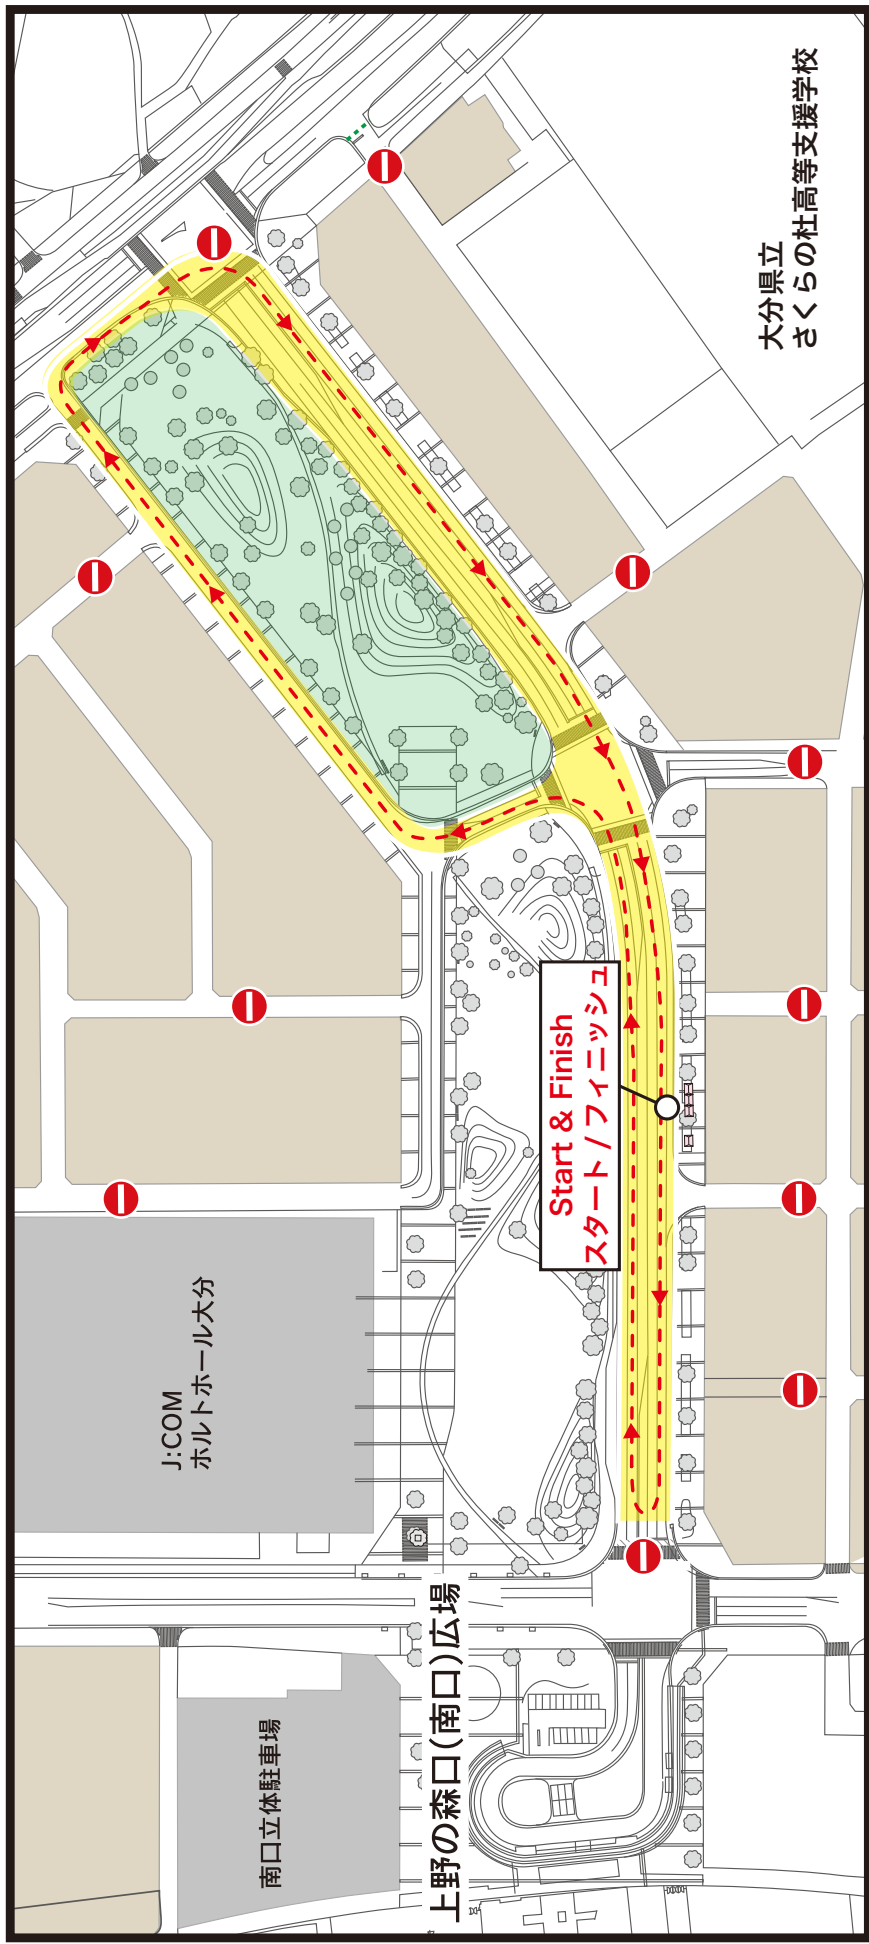 大分県立
さくらの杜高等支援学校
Start & Finish
スタート / フィニッシュ
J:COM
ホルトホール大分
上野の森口(南口)広場
南口立体駐車場